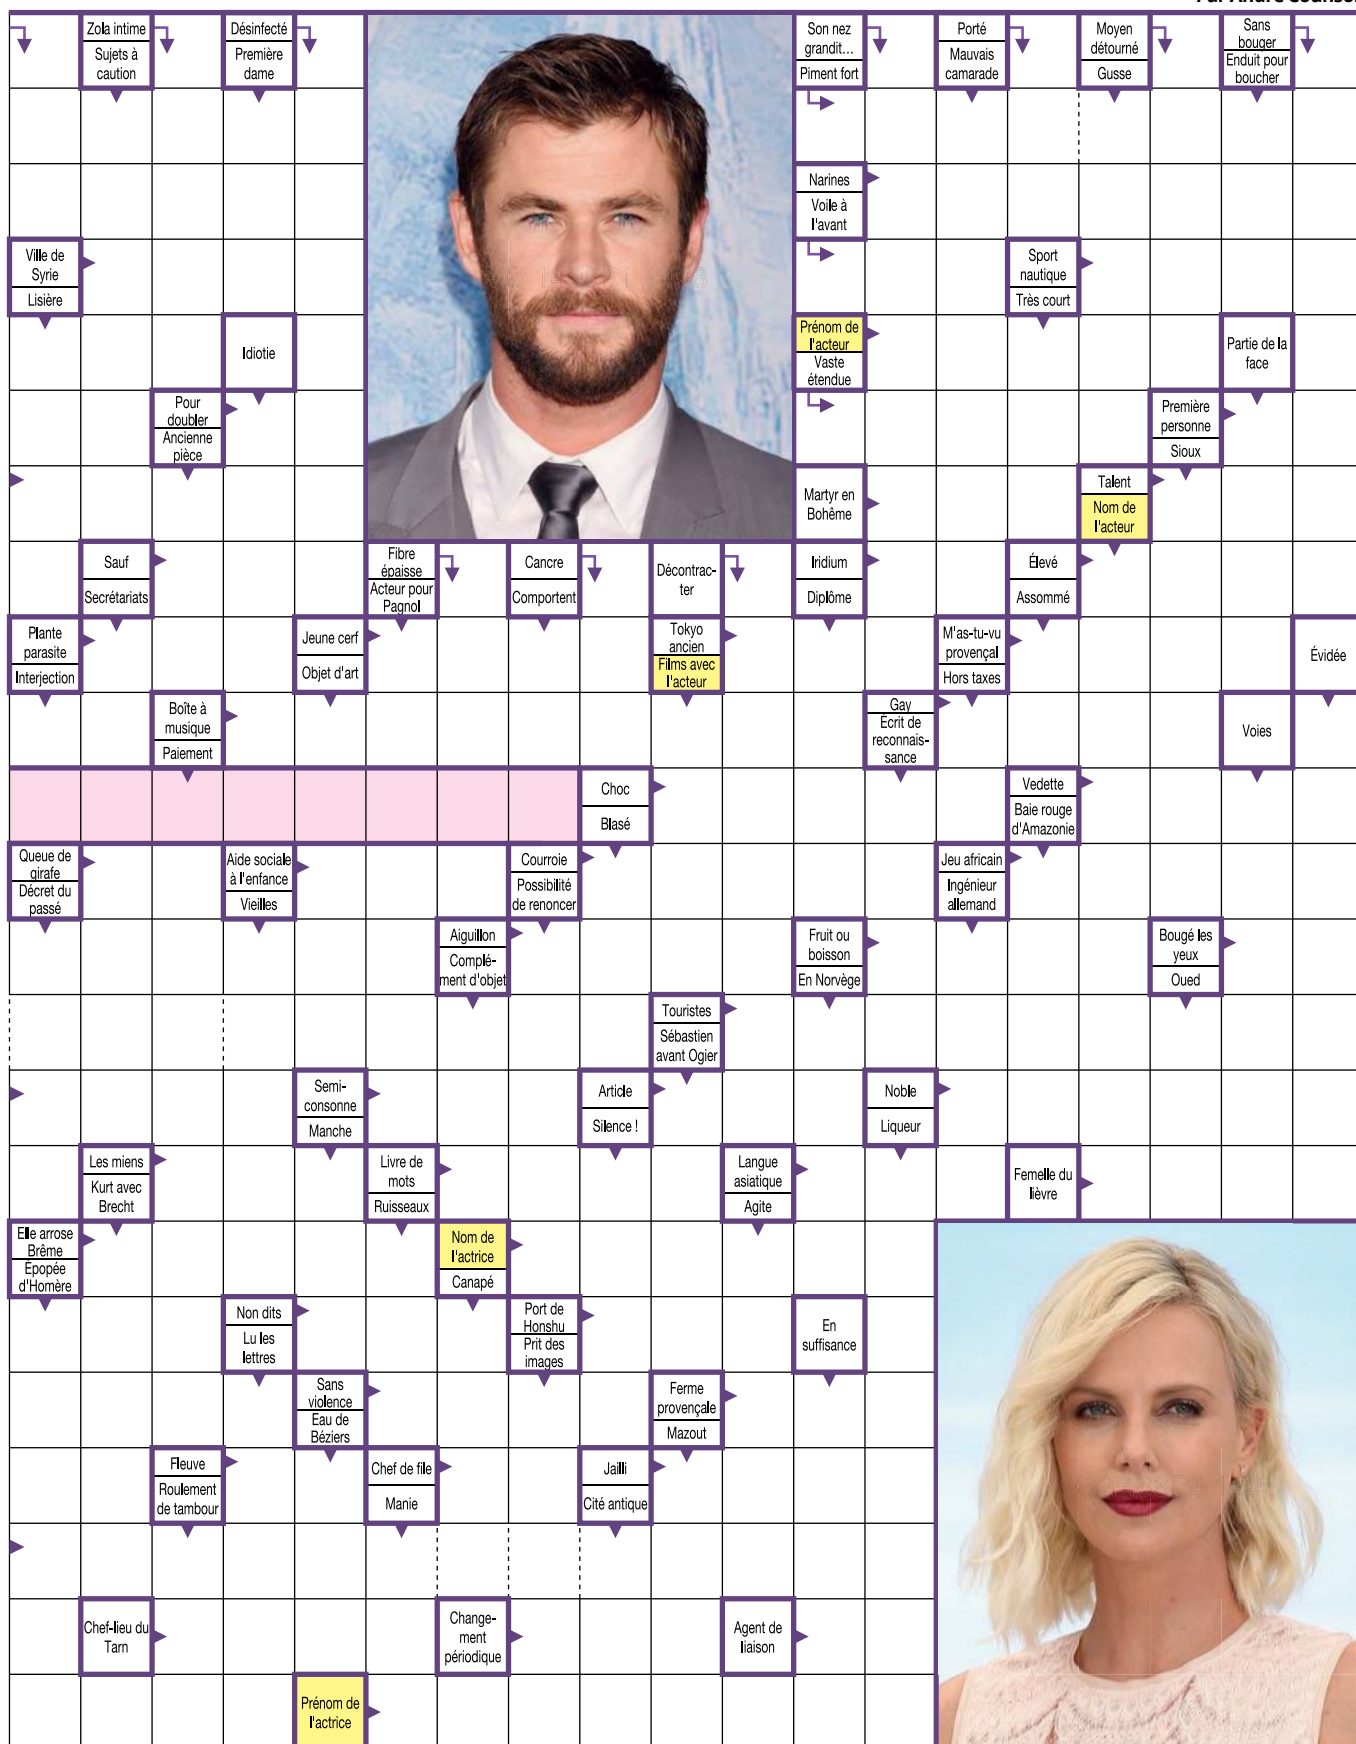 Par André Counson
Zola intime
Sujets à
caution
Désinfecté
Première
dame
Son nez
grandit...
Piment fort
Porté
Mauvais
camarade
Moyen
détourné
Gusse
Sans
bouger
Enduit pour
boucher
Narines
Voile à
l'avant
Ville de
Syrie
Lisière
Sport
nautique
Très court
Idiotie
Prénom de
l'acteur
Vaste
étendue
Partie de la
face
Pour
doubler
Ancienne
pièce
Première
personne
Sioux
Martyr en
Bohême
Talent
Nom de
l'acteur
Sauf
Secrétariats
Fibre
épaisse
Acteur pour
Pagnol
Cancre
Comportent
Décontrac-
ter
Iridium
Diplôme
Élevé
Assommé
Plante
parasite
Interjection
Jeune cerf
Objet d'art
Tokyo
ancien
Films avec
l'acteur
M'as-tu-vu
provençal
Hors taxes
Évidée
Boîte à
musique
Paiement
Gay
Écrit de
reconnais-
sance
Voies
Choc
Blasé
Vedette
Baie rouge
d'Amazonie
Queue de
girafe
Décret du
passé
Aide sociale
à l'enfance
Vieilles
Courroie
Possibilité
de renoncer
Jeu africain
Ingénieur
allemand
Aiguillon
Complé-
ment d'objet
Fruit ou
boisson
En Norvège
Bougé les
yeux
Oued
Touristes
Sébastien
avant Ogier
Semi-
consonne
Manche
Article
Silence !
Noble
Liqueur
Les miens
Kurt avec
Brecht
Livre de
mots
Ruisseaux
Langue
asiatique
Agite
Femelle du
lièvre
Elle arrose
Brême
Épopée
d'Homère
Nom de
l'actrice
Canapé
Non dits
Lu les
lettres
Port de
Honshu
Prit des
images
En
suffisance
Sans
violence
Eau de
Béziers
Ferme
provençale
Mazout
Fleuve
Roulement
de tambour
Chef de file
Manie
Jailli
Cité antique
Chef-lieu du
Tarn
Change-
ment
périodique
Agent de
liaison
Prénom de
l'actrice